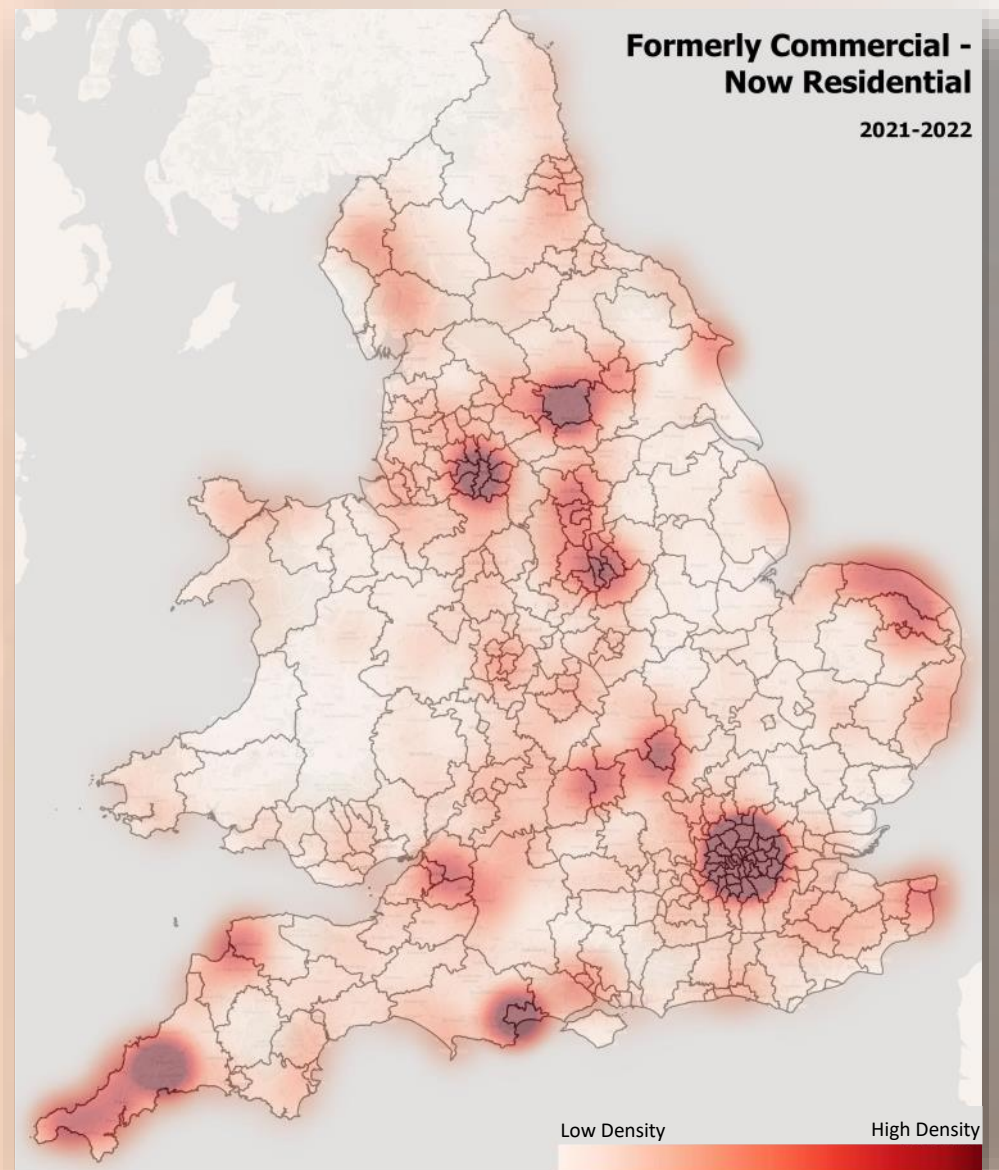 Formerly Commercial -
Now Residential
2021-2022
Low Density
High Density